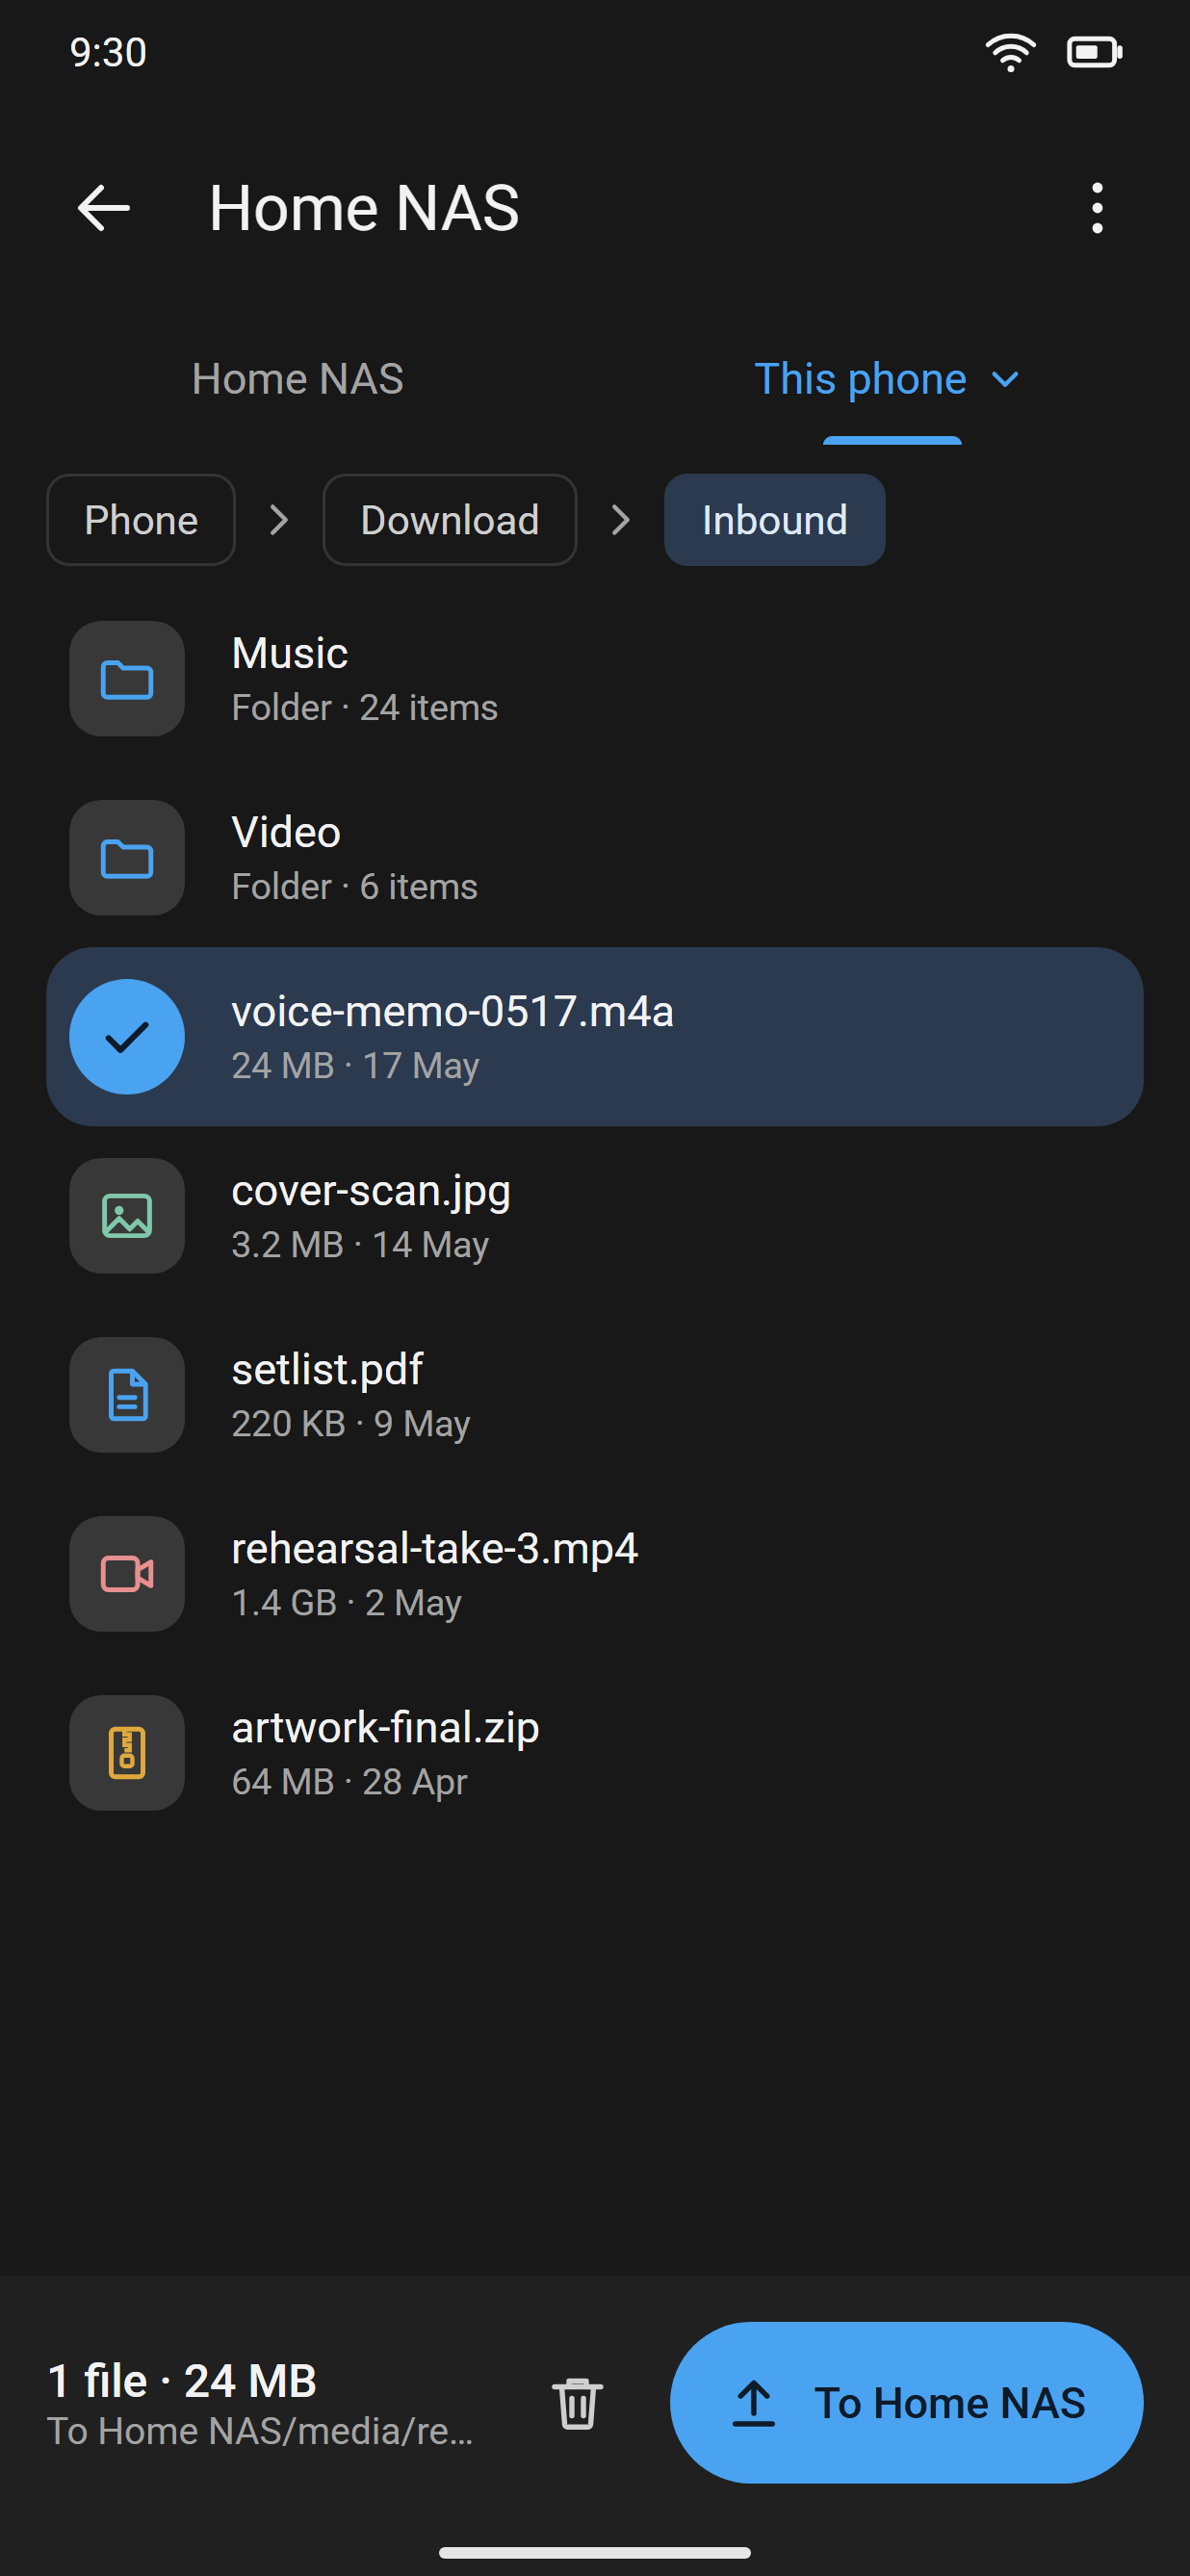 9:30
Home NAS
Home NAS
This phone
Phone
Download
Inbound
Music
Folder · 24 items
Video
Folder · 6 items
voice-memo-0517.m4a
24 MB · 17 May
cover-scan.jpg
3.2 MB · 14 May
setlist.pdf
220 KB · 9 May
rehearsal-take-3.mp4
1.4 GB · 2 May
artwork-final.zip
64 MB · 28 Apr
1 file · 24 MB
To Home NAS/media/re…
To Home NAS